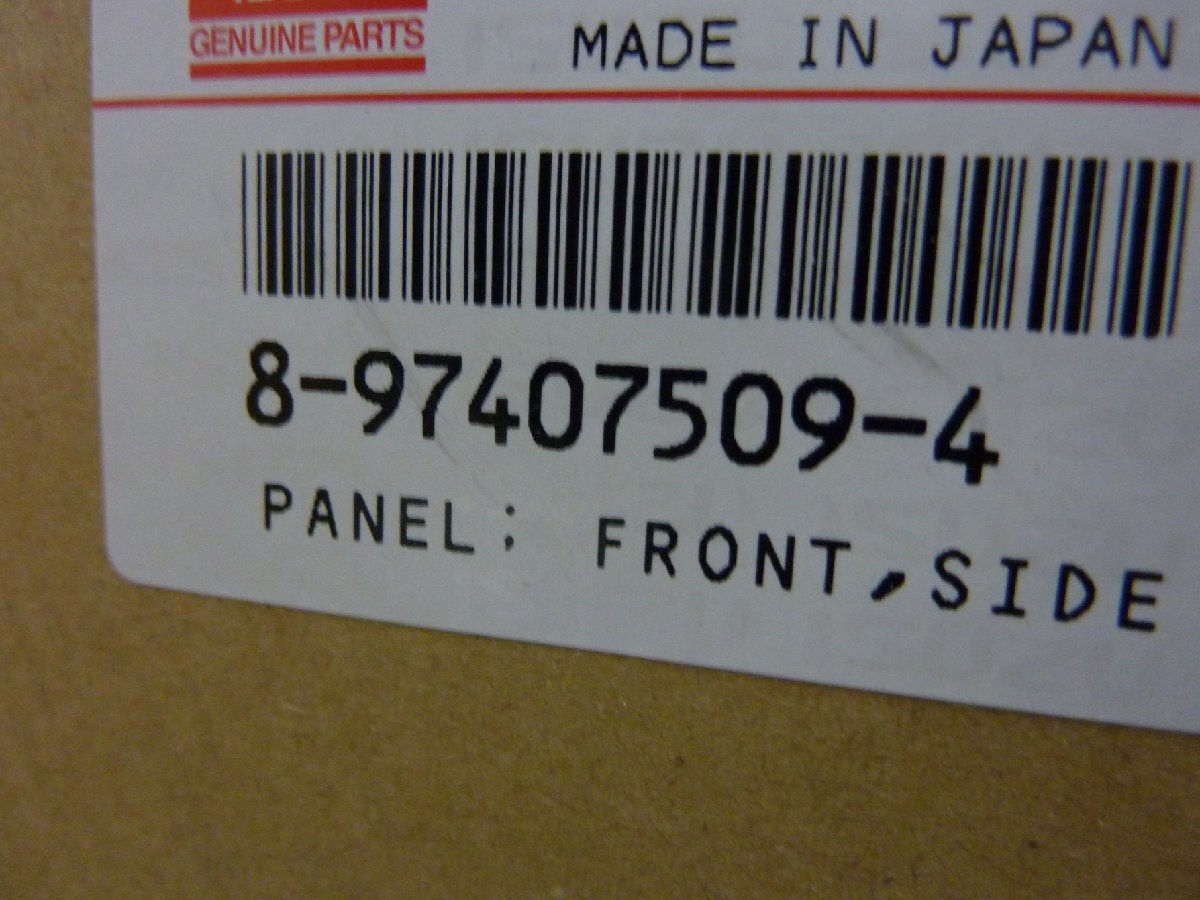 GENUINE PARTS
MADE IN JAPAN
8-97407509-4
PANEL; FRONT,SIDE